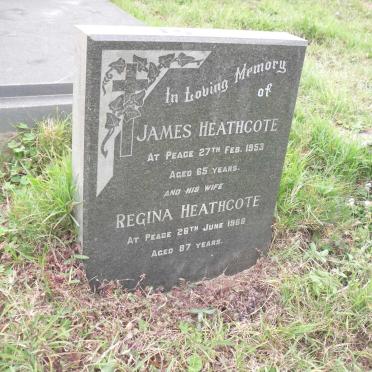 In Loving Memory
of
JAMES HEATHCOTE
AT PEACE 27TH FEB. 1953
AGED 65 YEARS.
AND HIS WIFE
REGINA HEATHCOTE
AT PEACE 28TH JUNE 1968
AGED 87 YEARS.